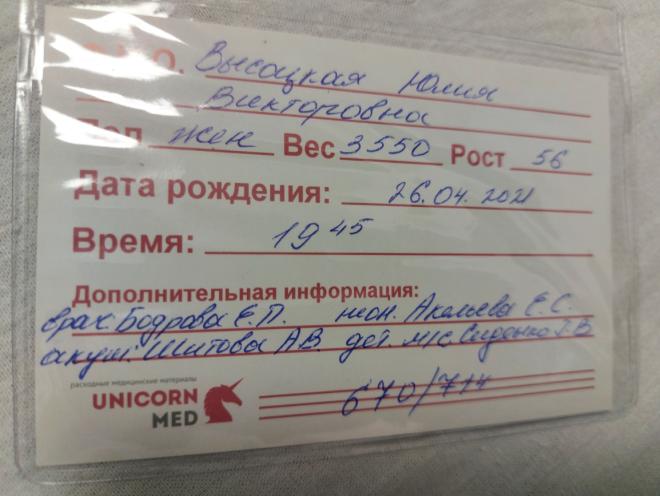 Ф.И.О. Высоцкая Юлия
Викторовна
Пол жен Вес 3550 Рост 56
Дата рождения: 26.04.2021
Время: 19 45
Дополнительная информация:
врач. Бодрова Е.П. неон. Акельева Е.С.
акуш. Шитова А.В. дет. м/с
расходные медицинские материалы
UNICORN
MED
670/714